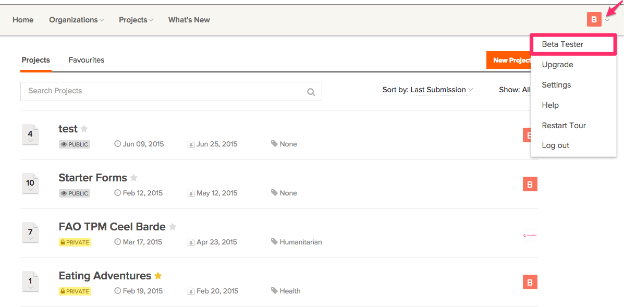 Home Organizations Projects What's New B
Beta Tester
Upgrade
Settings
Help
Restart Tour
Log out
Projects Favourites New Project
Search Projects Sort by: Last Submission Show: All
4 test
PUBLIC Jun 09, 2015 Jun 25, 2015 None
10 Starter Forms B
PUBLIC Feb 12, 2015 May 12, 2015 None
7 FAO TPM Ceel Barde
PRIVATE Mar 17, 2015 Apr 23, 2015 Humanitarian
1 Eating Adventures B
PRIVATE Feb 19, 2015 Feb 20, 2015 Health